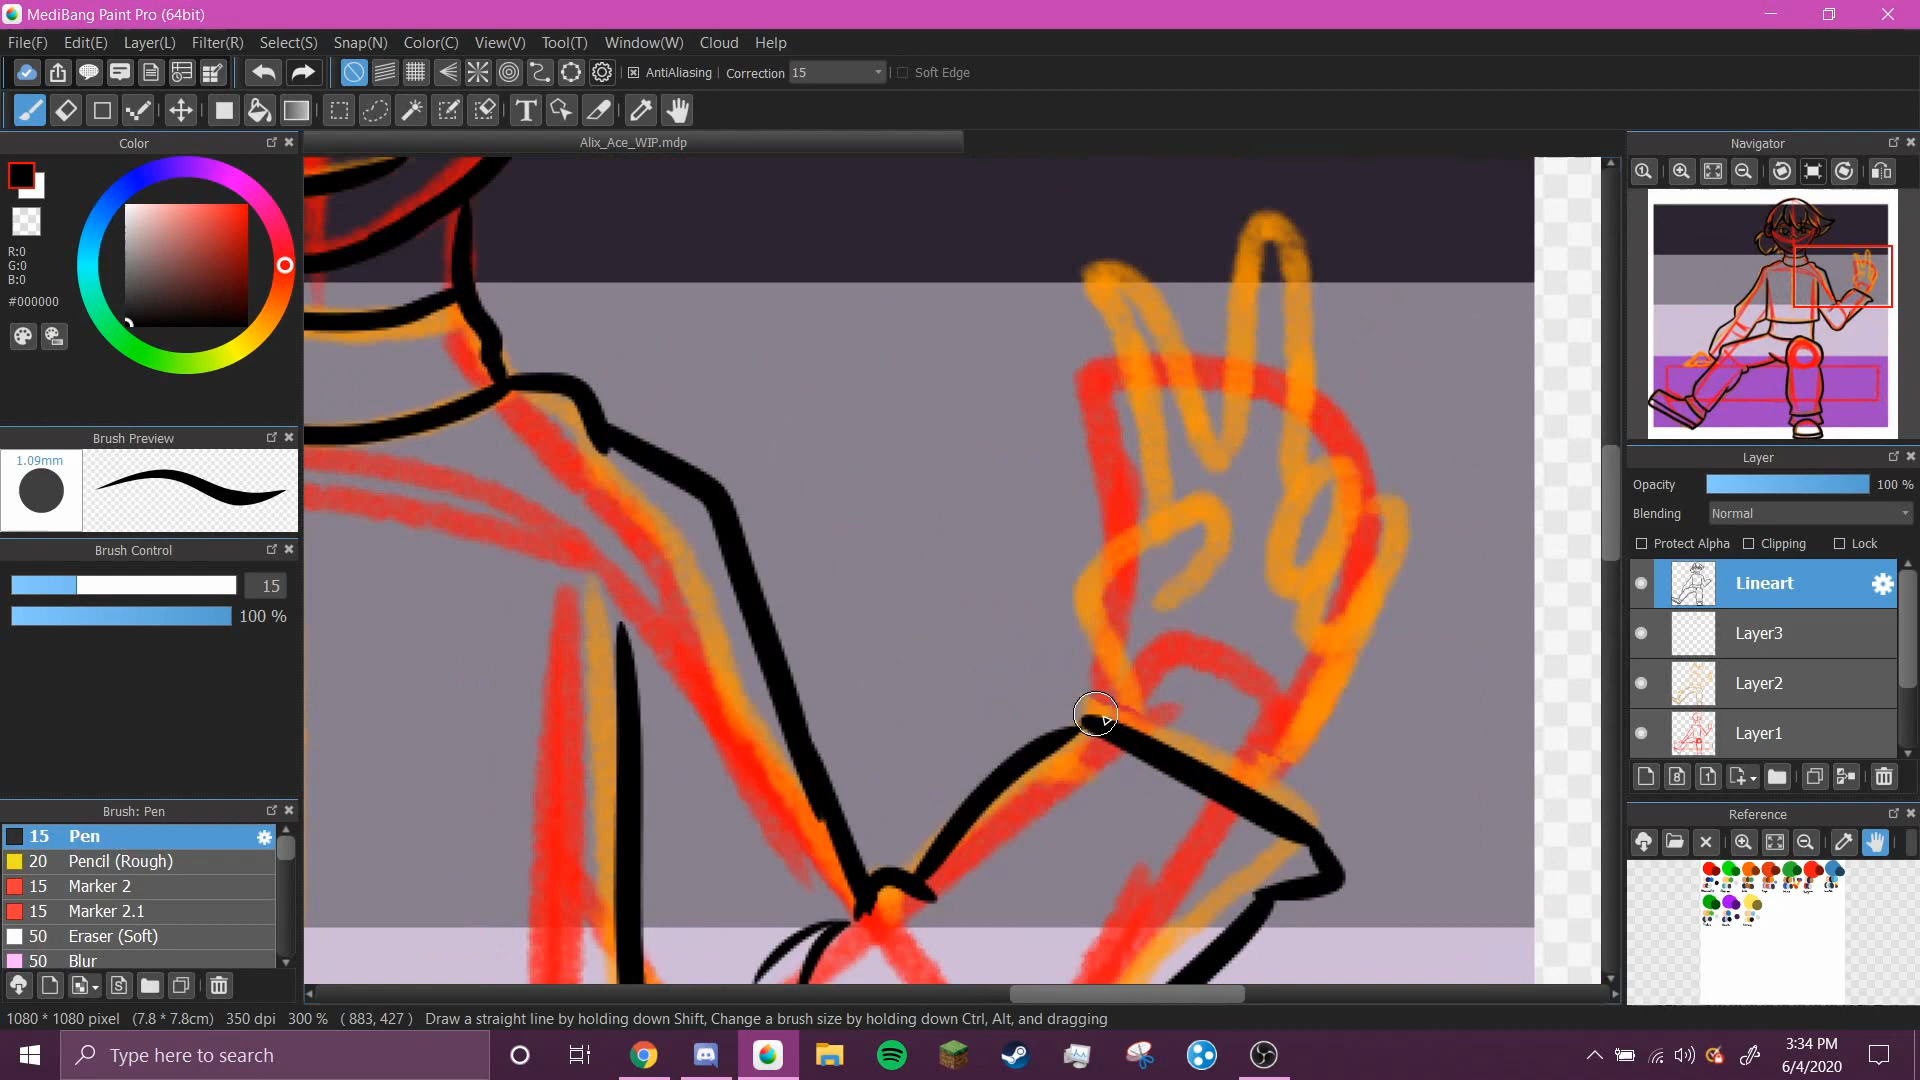 MediBang Paint Pro (64bit)
File(F) Edit(E) Layer(L) Filter(R) Select(S) Snap(N) Color(C) View(V) Tool(T) Window(W) Cloud Help
AntiAliasing Correction 15 Soft Edge
Color
Alix_Ace_WIP.mdp
Navigator
R:0
G:0
B:0
#000000
Brush Preview
1.09mm
Layer
Opacity 100 %
Blending Normal
Protect Alpha Clipping Lock
Brush Control
15
100 %
Lineart
Layer3
Layer2
Layer1
Brush: Pen
15 Pen
20 Pencil (Rough)
15 Marker 2
15 Marker 2.1
50 Eraser (Soft)
50 Blur
Reference
1080 * 1080 pixel (7.8 * 7.8cm) 350 dpi 300 % ( 883, 427 ) Draw a straight line by holding down Shift, Change a brush size by holding down Ctrl, Alt, and dragging
Type here to search
3:34 PM
6/4/2020